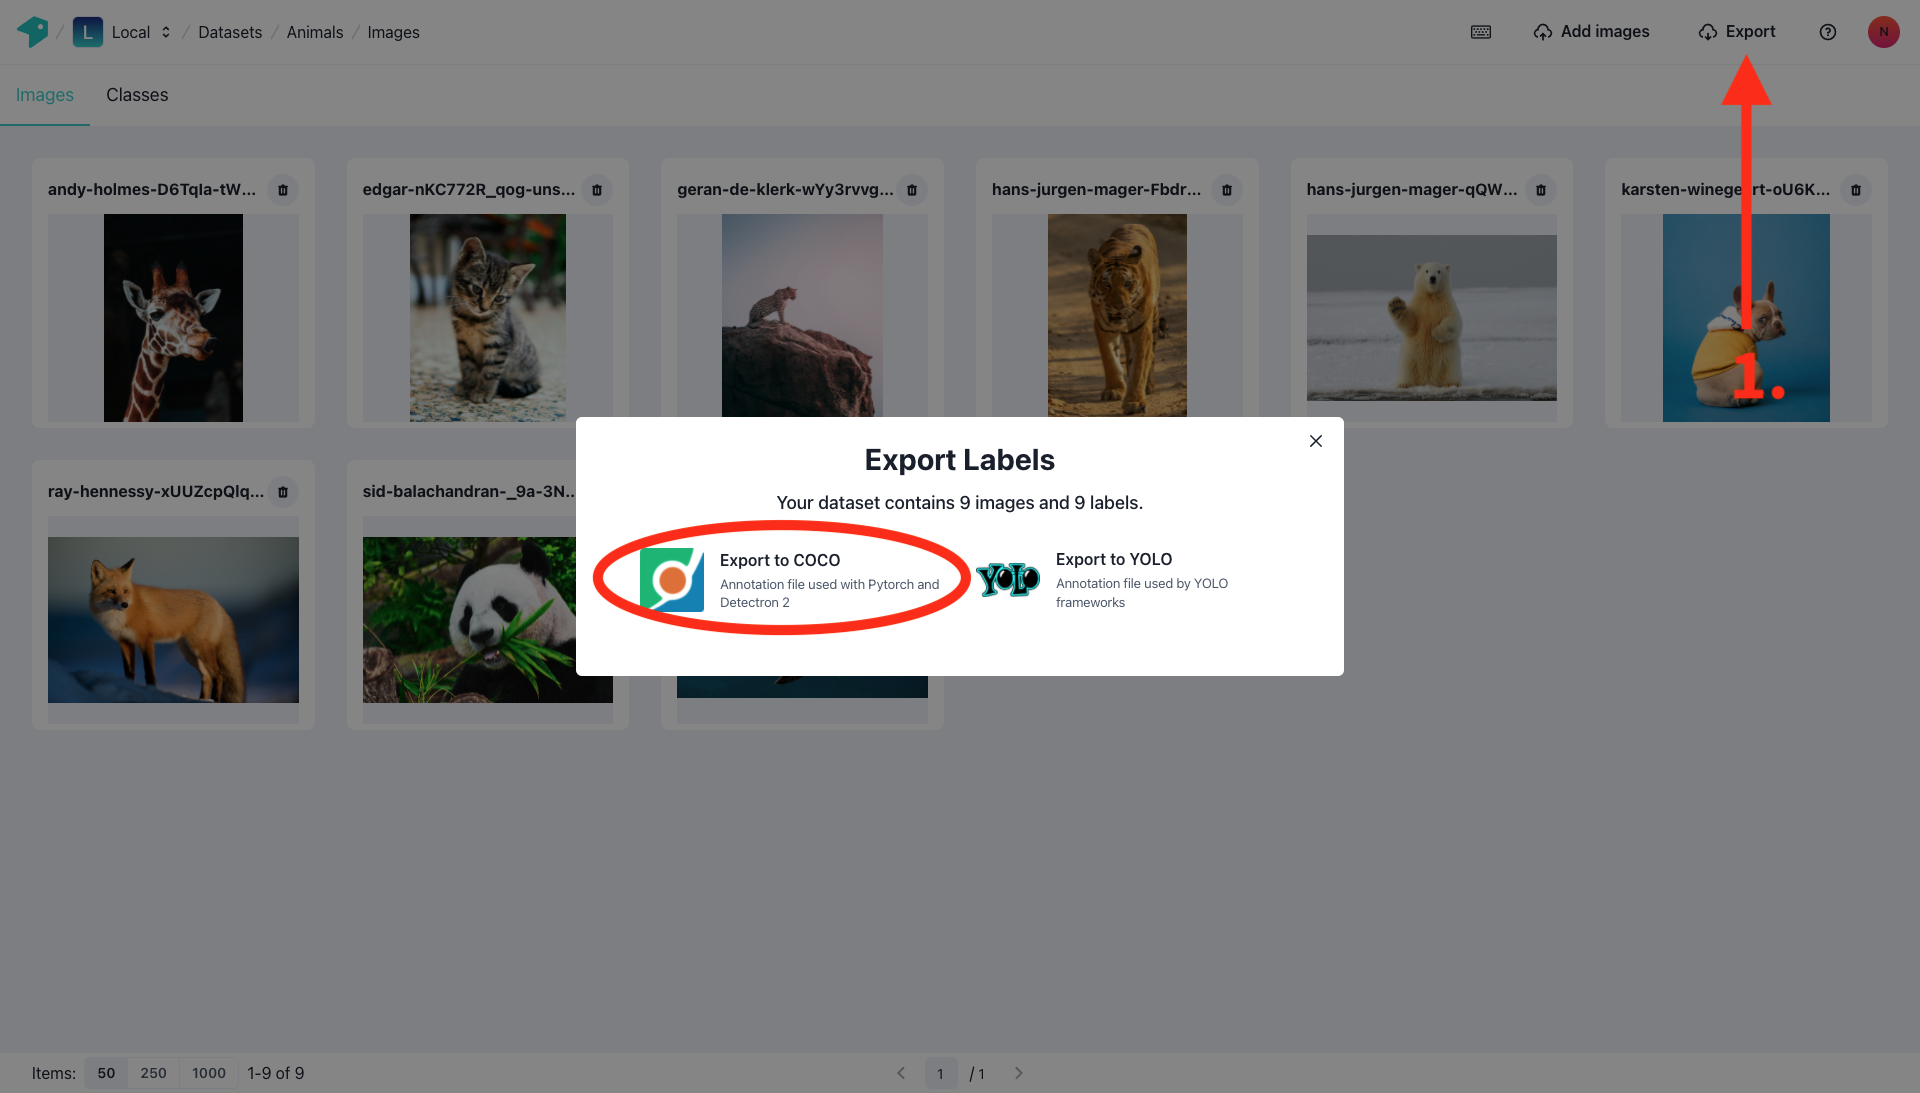 L Local Datasets Animals Images Add images Export N
Images Classes
andy-holmes-D6TqIa-tW...
edgar-nKC772R_qog-uns...
geran-de-klerk-wYy3rvvg...
hans-jurgen-mager-Fbdr...
hans-jurgen-mager-qQW...
karsten-winege rt-oU6K...
1.
ray-hennessy-xUUZcpQlq...
sid-balachandran-_9a-3N...
Export Labels
Your dataset contains 9 images and 9 labels.
Export to COCO
Annotation file used with Pytorch and
Detectron 2
YOLO
Export to YOLO
Annotation file used by YOLO
frameworks
Items: 50 250 1000 1-9 of 9 1 / 1